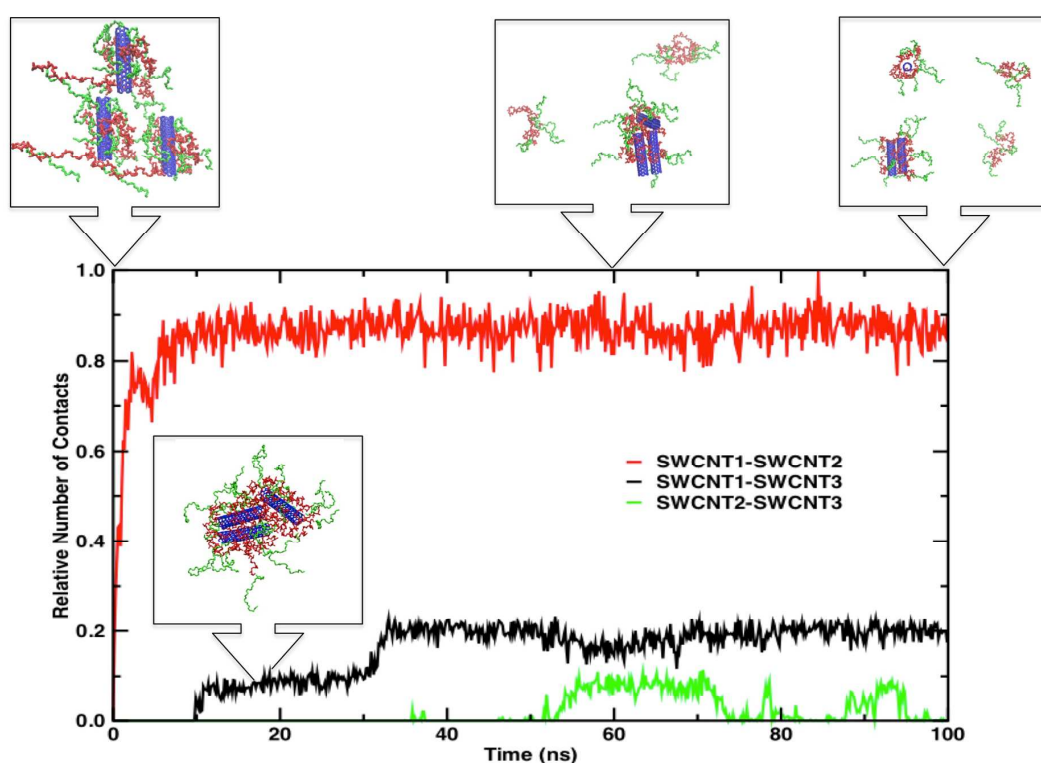 1.0
0.8
0.6
0.4
0.2
0.0
Relative Number of Contacts
SWCNT1-SWCNT2
SWCNT1-SWCNT3
SWCNT2-SWCNT3
0 20 40 60 80 100
Time (ns)